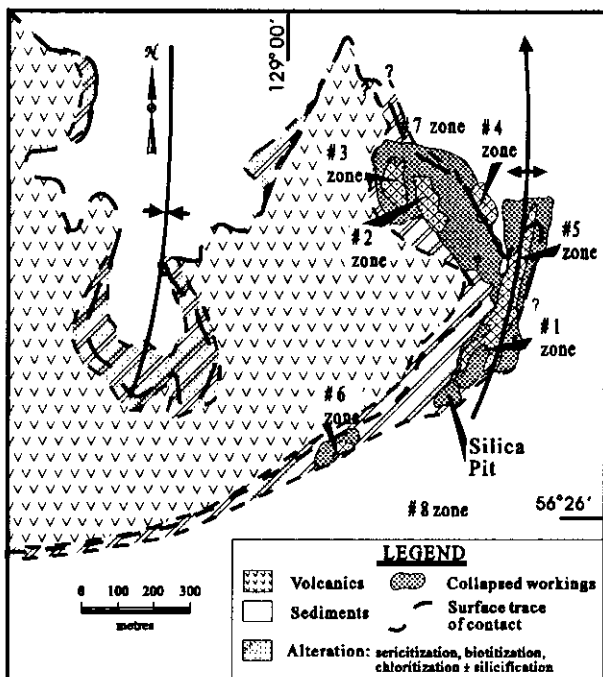 129° 00'
N
?
?
#7 zone
#4
zone
#3
zone
#2
zone
#5
zone
?
#1
zone
#6
zone
Silica
Pit
#8 zone
56° 26'
LEGEND
Volcanics
Collapsed workings
Sediments
Surface trace
of contact
Alteration: sericitization, biotitization,
chloritization ± silicification
0 100 200 300
metres